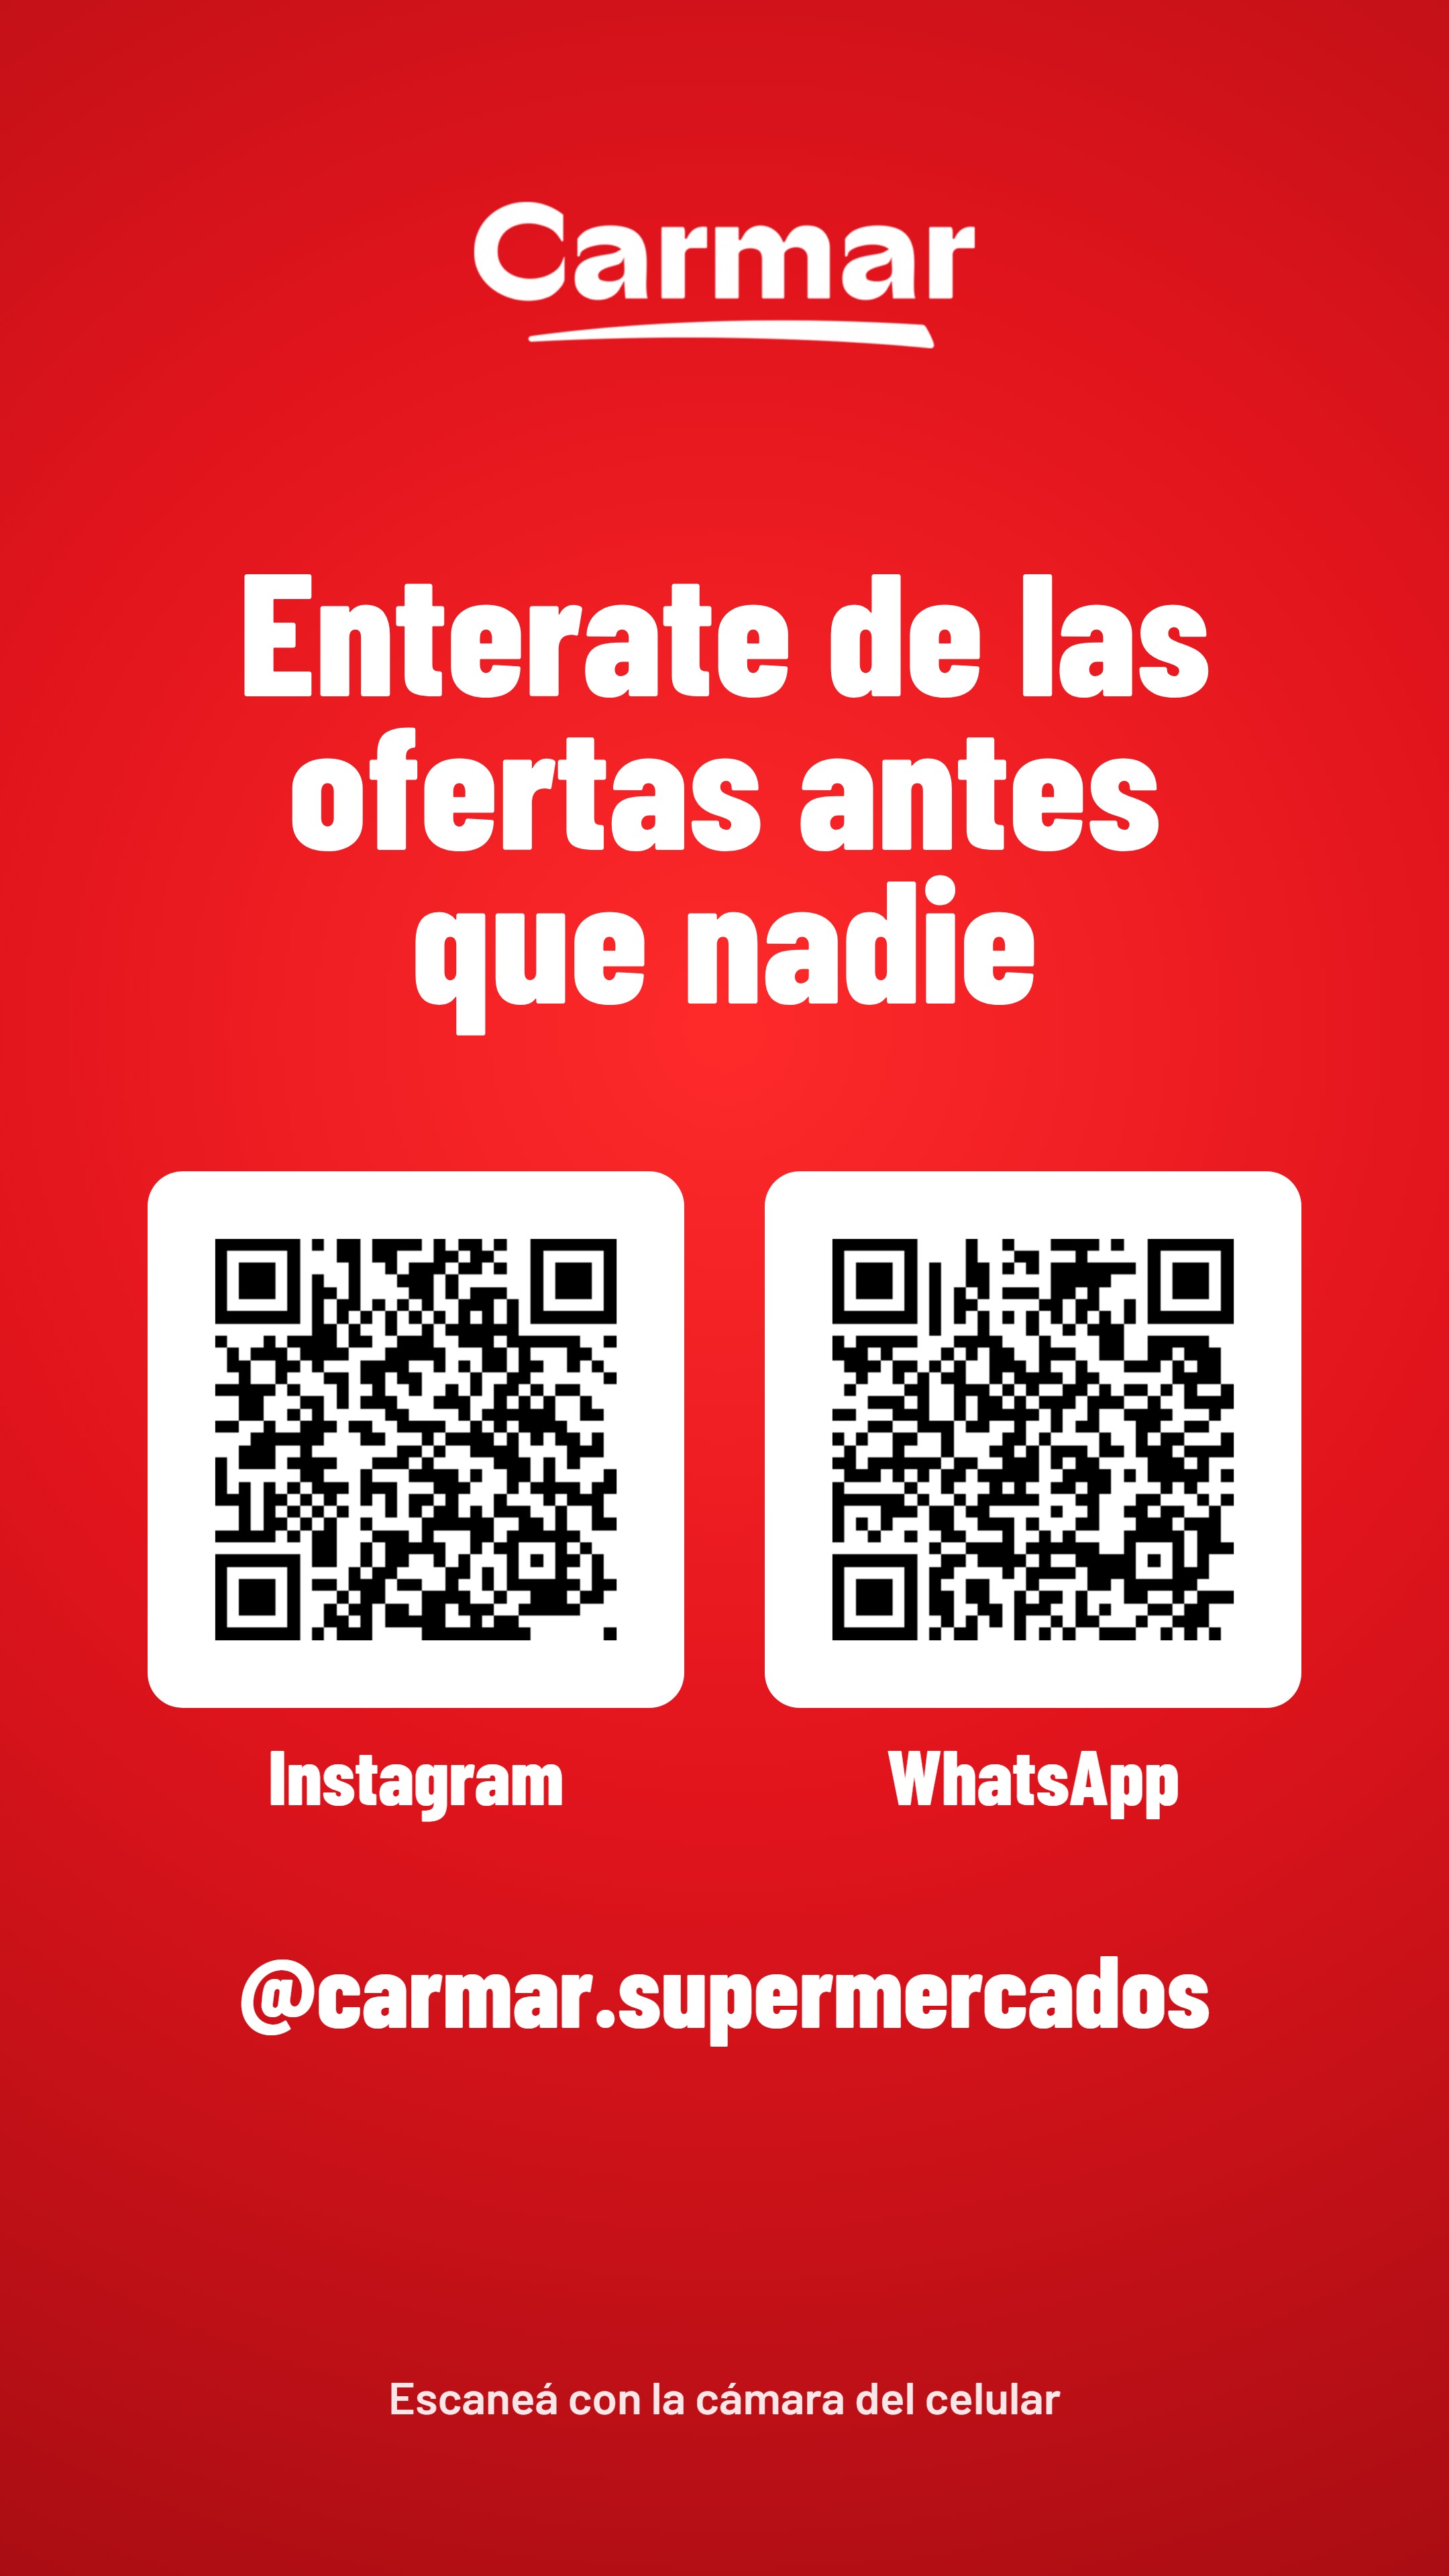 Carmar
Enterate de las
ofertas antes
que nadie
Instagram
WhatsApp
@carmar.supermercados
Escaneá con la cámara del celular